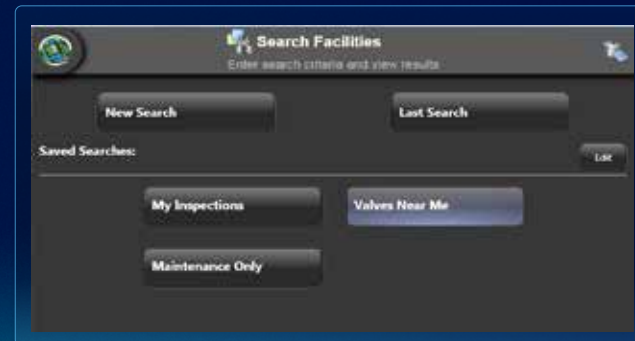 Search Facilities
Enter search criteria and view results
New Search
Last Search
Saved Searches:
Edit
My Inspections
Valves Near Me
Maintenance Only